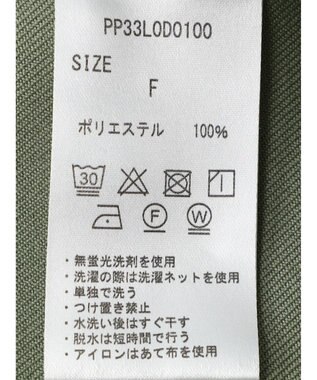 PP33L0D0100
SIZE
F
ポリエステル 100%
30
F W
・無蛍光洗剤を使用
・洗濯の際は洗濯ネットを使用
・単独で洗う
・つけ置き禁止
・水洗い後はすぐ干す
・脱水は短時間で行う
・アイロンはあて布を使用